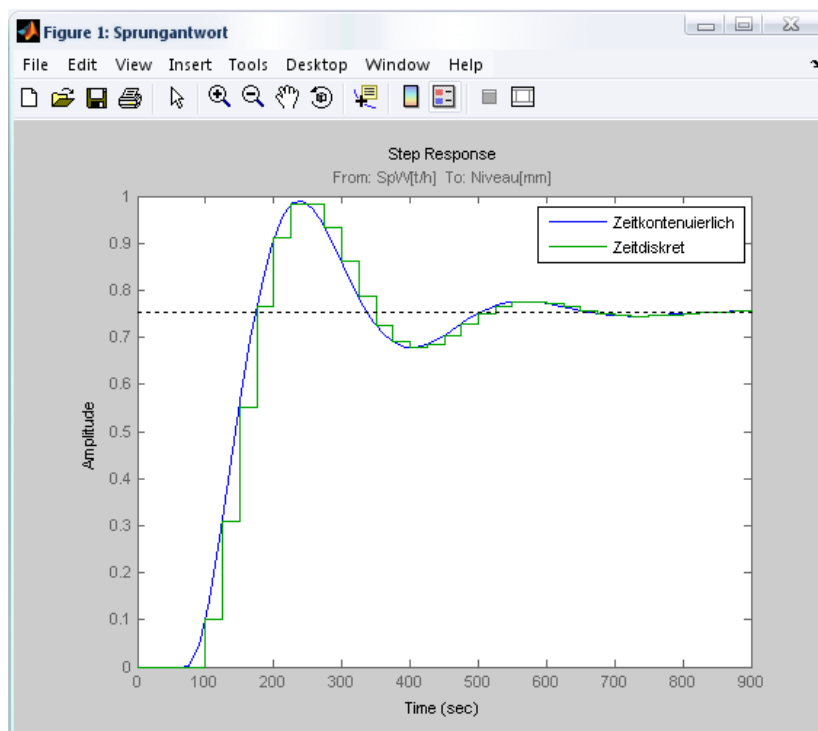 Figure 1: Sprungantwort
File Edit View Insert Tools Desktop Window Help
Step Response
From: SpW[t/h] To: Niveau[mm]
Zeitkontenuierlich
Zeitdiskret
1
0.9
0.8
0.7
0.6
0.5
0.4
0.3
0.2
0.1
0
Amplitude
0 100 200 300 400 500 600 700 800 900
Time (sec)